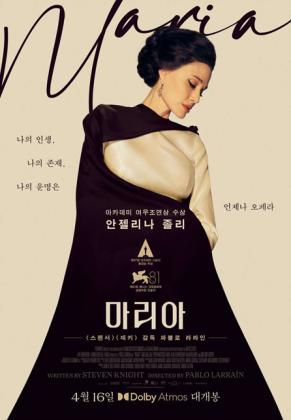 Maria
나의 인생,
나의 존재,
나의 운명은
언제나 오페라
아카데미 여우조연상 수상
안젤리나 졸리
81
마리아
<스펜서> <재키> 감독 파블로 라라인
WRITTEN BY STEVEN KNIGHT DIRECTED BY PABLO LARRAÍN
4월 16일 Dolby Atmos 대개봉